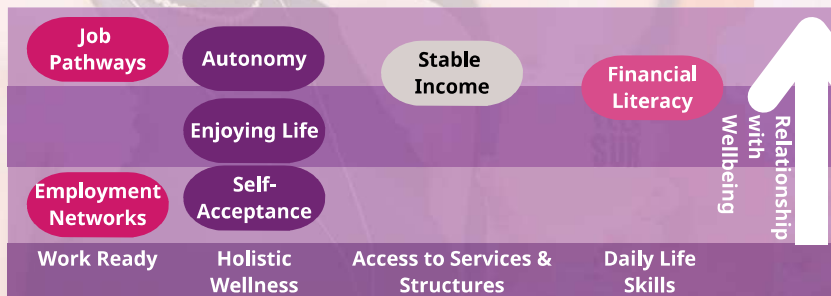 Job
Pathways
Autonomy
Stable
Income
Financial
Literacy
Enjoying Life
Employment
Networks
Self-
Acceptance
Relationship
with
Wellbeing
Work Ready
Holistic
Wellness
Access to Services &
Structures
Daily Life
Skills